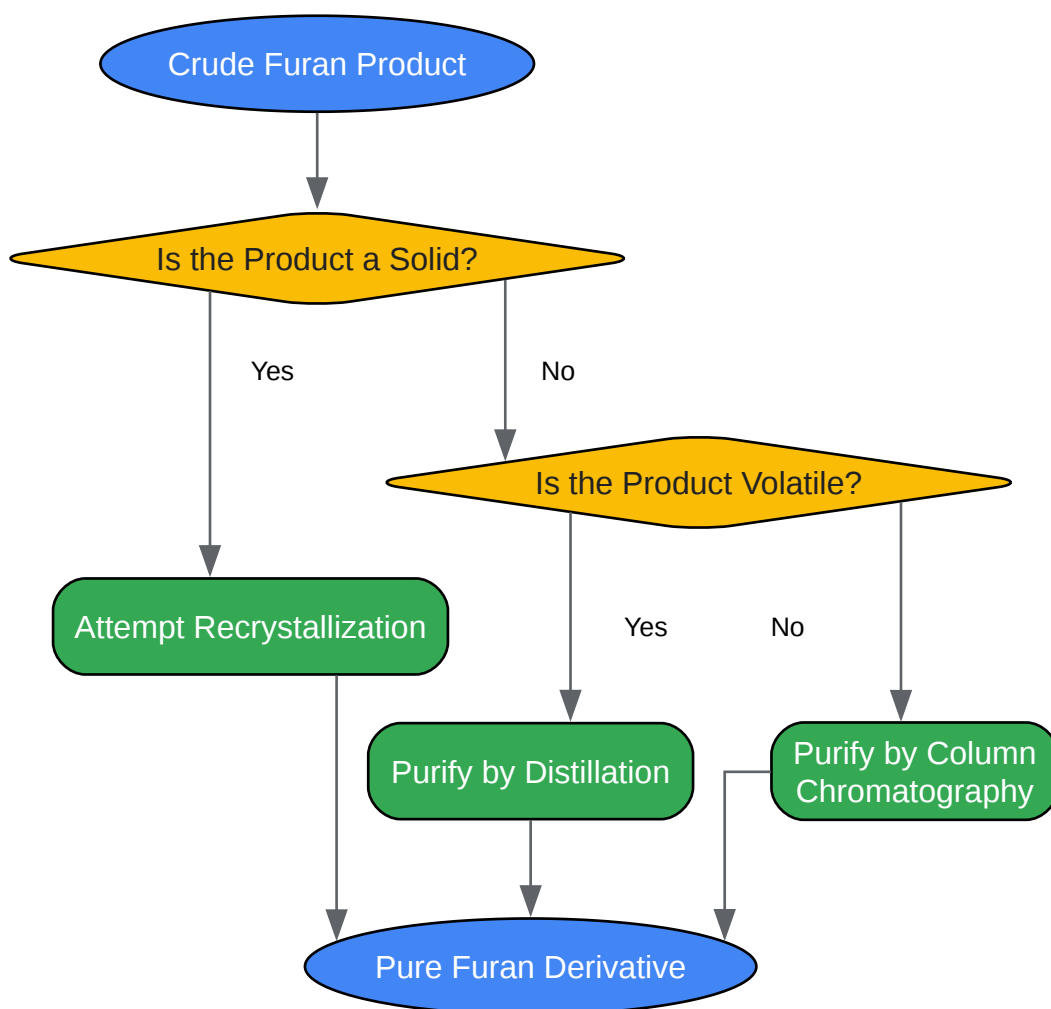 Crude Furan Product
Is the Product a Solid?
Yes
No
Is the Product Volatile?
Attempt Recrystallization
Yes
No
Purify by Distillation
Purify by Column
Chromatography
Pure Furan Derivative